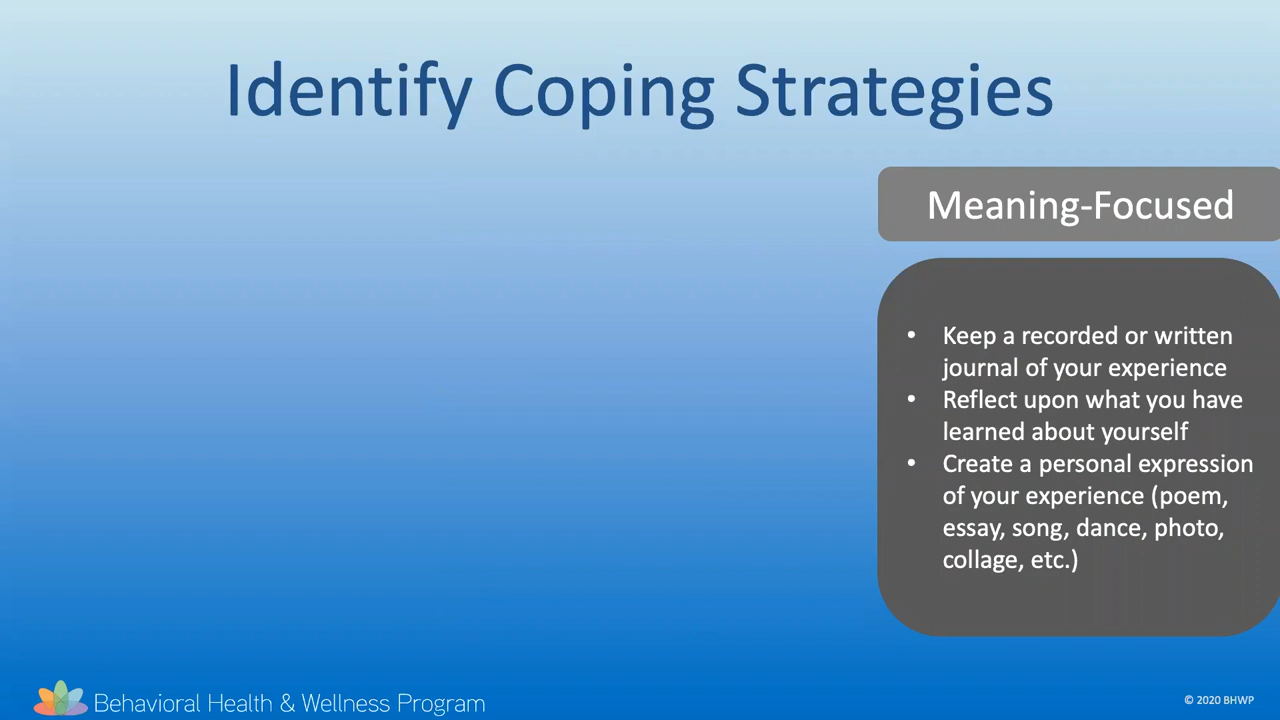 Identify Coping Strategies
Meaning-Focused
• Keep a recorded or written
journal of your experience
• Reflect upon what you have
learned about yourself
• Create a personal expression
of your experience (poem,
essay, song, dance, photo,
collage, etc.)
Behavioral Health & Wellness Program
© 2020 BHWP